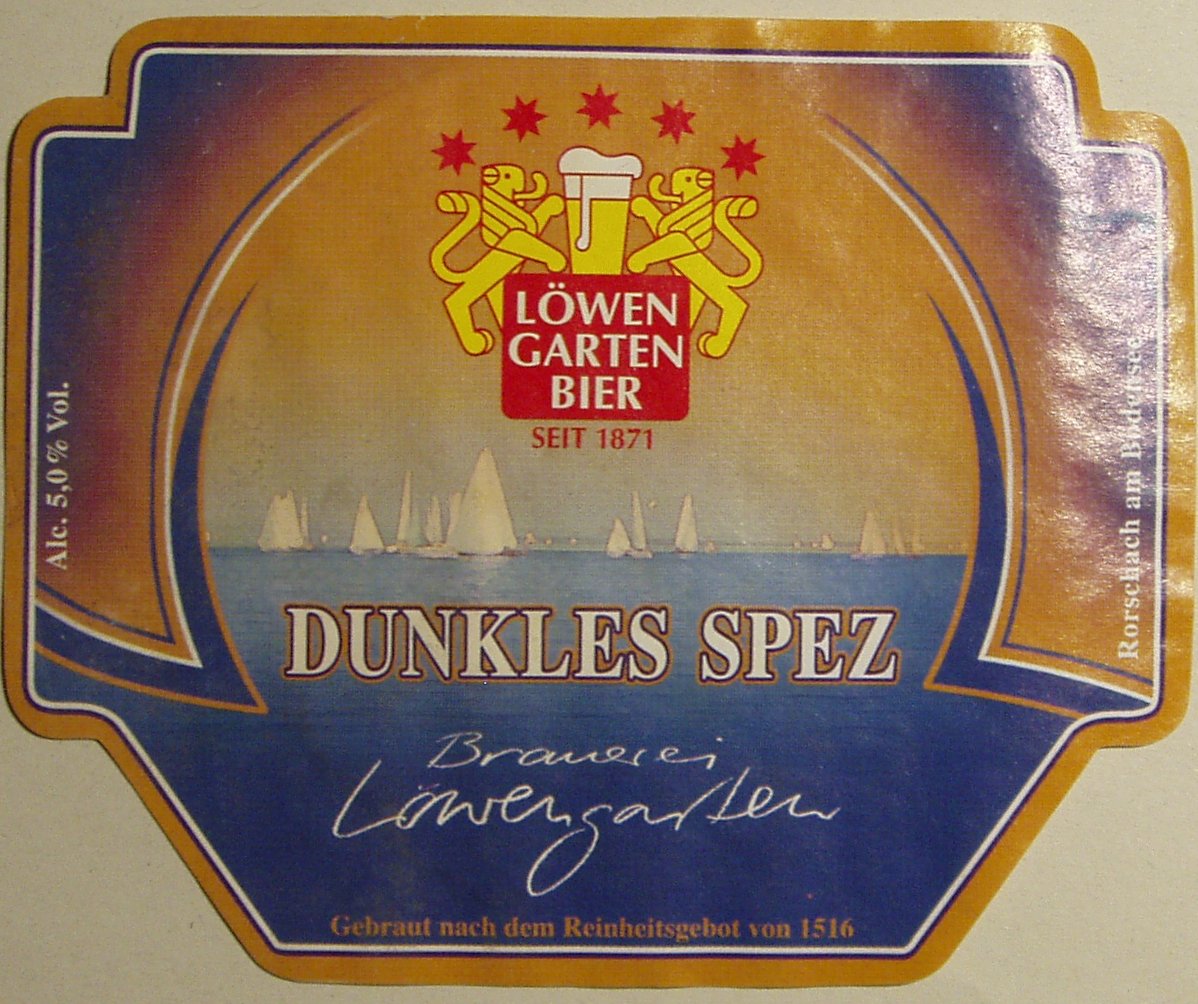 LÖWEN
GARTEN
BIER
SEIT 1871
Alc. 5,0 % Vol.
Rorschach am Bodensee
DUNKLES SPEZ
Brauerei
Löwengarten
Gebraut nach dem Reinheitsgebot von 1516